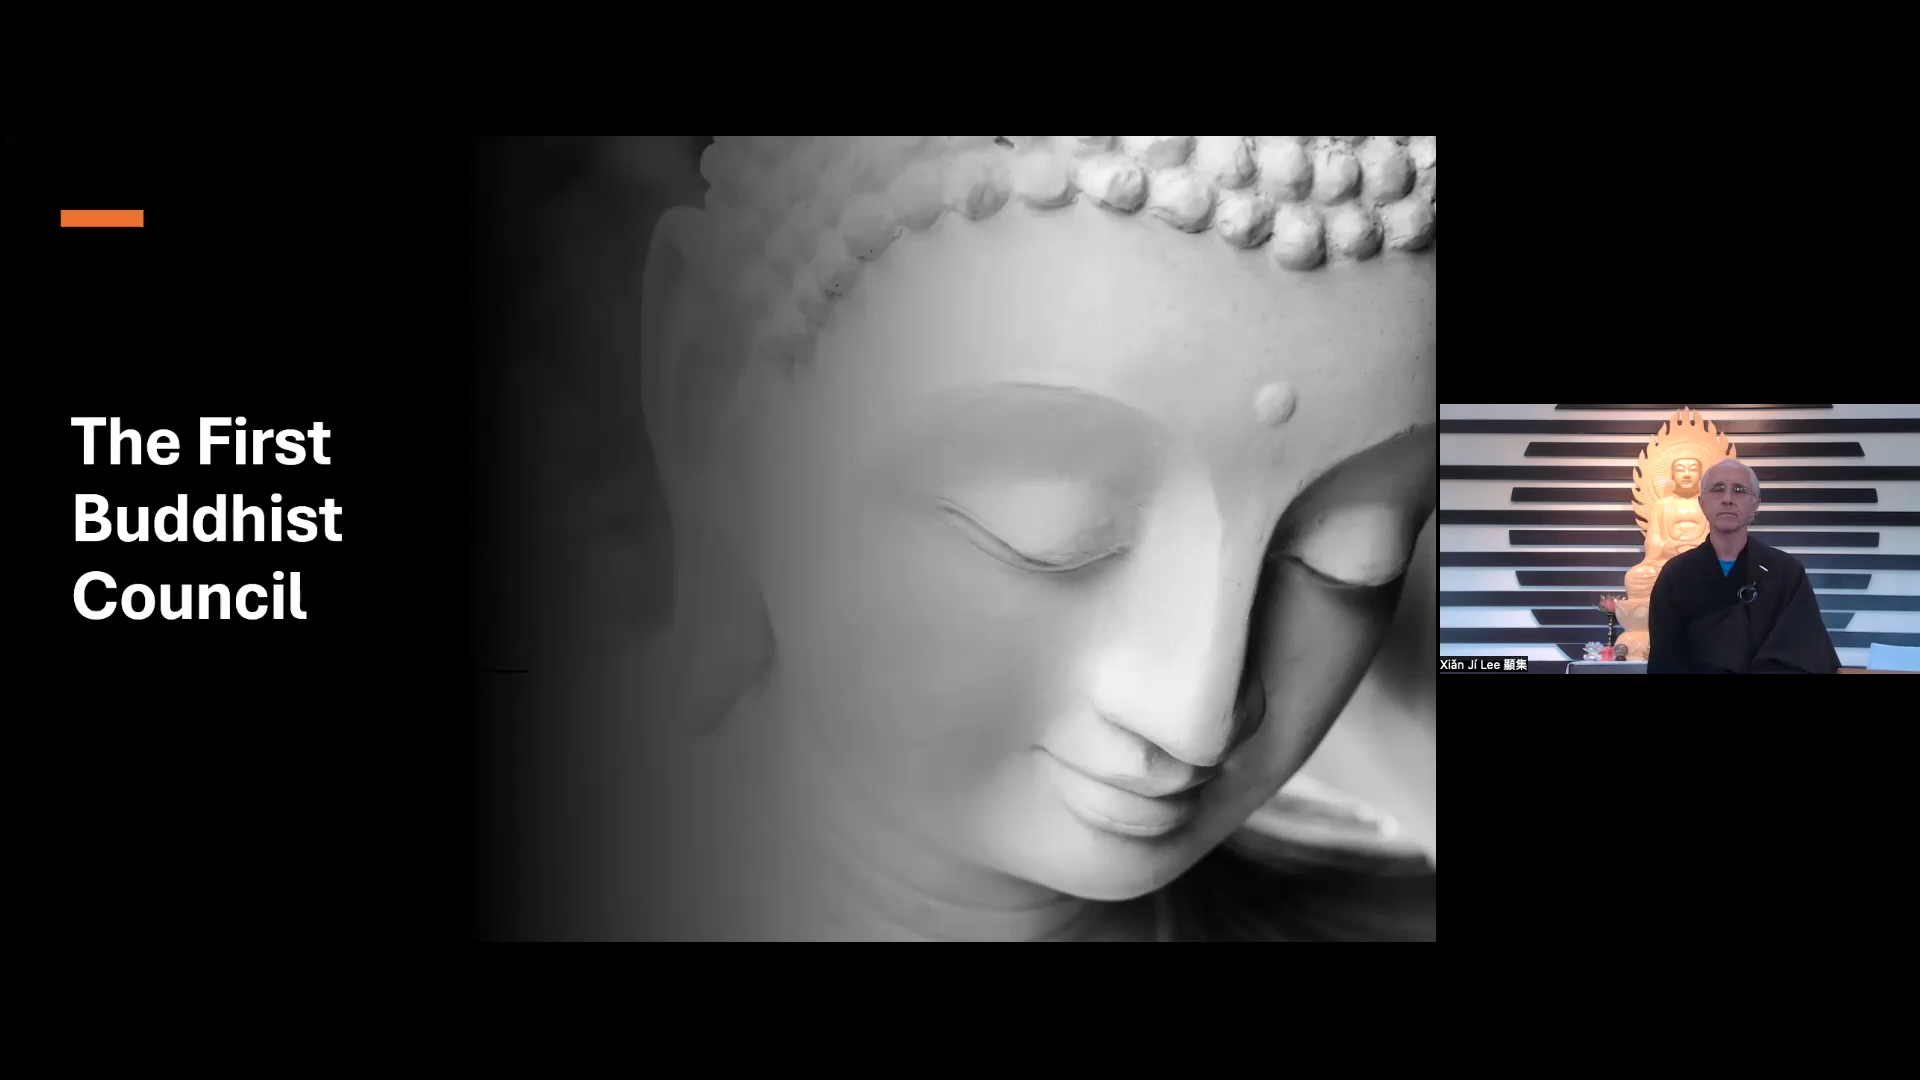 The First
Buddhist
Council
Xiǎn Jí Lee 顯集